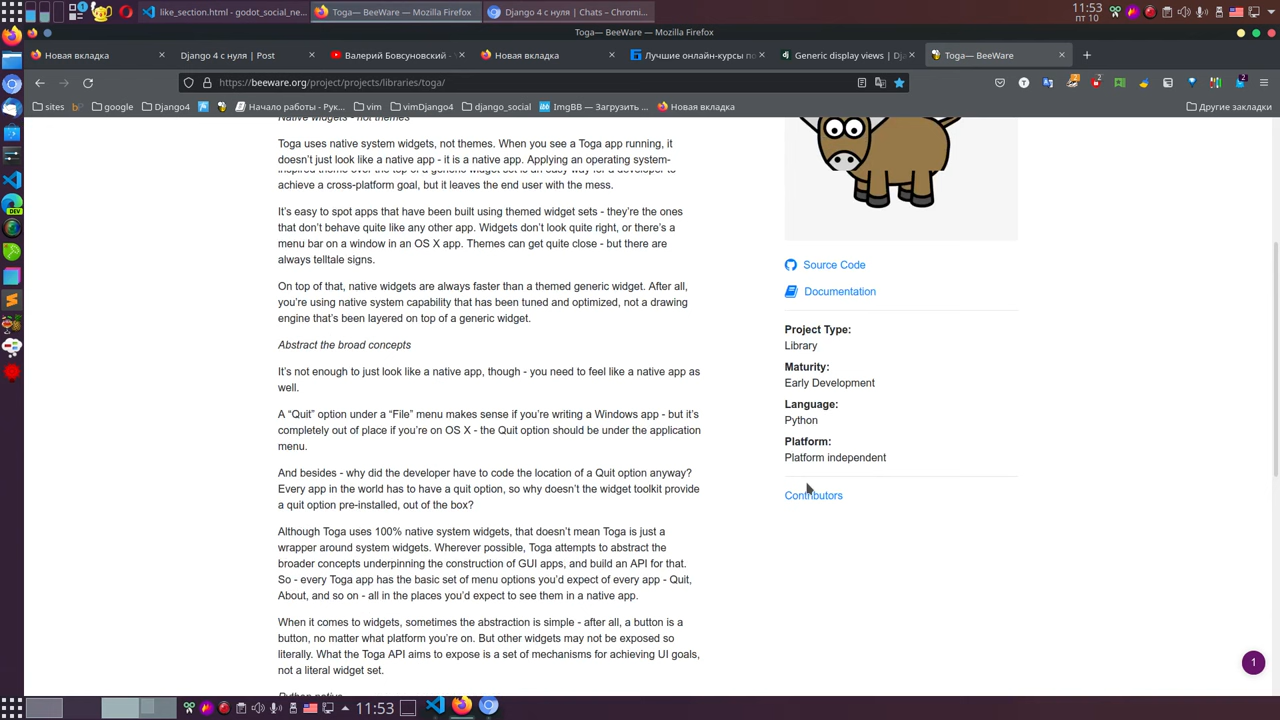 like_section.html - godot_social_ne...
Toga— BeeWare — Mozilla Firefox
Django 4 с нуля | Chats – Chromi...
11:53
пт 10
Toga— BeeWare — Mozilla Firefox
Новая вкладка
Django 4 с нуля | Post
Валерий Бовсуновский -
Новая вкладка
Лучшие онлайн-курсы по
Generic display views | Dj
Toga— BeeWare
https://beeware.org/project/projects/libraries/toga/
sites
google
Django4
Начало работы - Рук...
vim
vimDjango4
django_social
ImgBB — Загрузить ...
Новая вкладка
Другие закладки
Native widgets - not themes
Toga uses native system widgets, not themes. When you see a Toga app running, it
doesn't just look like a native app - it is a native app. Applying an operating system-
inspired theme over the top of a generic widget set is an easy way for a developer to
achieve a cross-platform goal, but it leaves the end user with the mess.
It's easy to spot apps that have been built using themed widget sets - they're the ones
that don't behave quite like any other app. Widgets don't look quite right, or there's a
menu bar on a window in an OS X app. Themes can get quite close - but there are
always telltale signs.
On top of that, native widgets are always faster than a themed generic widget. After all,
you're using native system capability that has been tuned and optimized, not a drawing
engine that's been layered on top of a generic widget.
Abstract the broad concepts
It's not enough to just look like a native app, though - you need to feel like a native app as
well.
A “Quit” option under a “File” menu makes sense if you're writing a Windows app - but it's
completely out of place if you're on OS X - the Quit option should be under the application
menu.
And besides - why did the developer have to code the location of a Quit option anyway?
Every app in the world has to have a quit option, so why doesn't the widget toolkit provide
a quit option pre-installed, out of the box?
Although Toga uses 100% native system widgets, that doesn't mean Toga is just a
wrapper around system widgets. Wherever possible, Toga attempts to abstract the
broader concepts underpinning the construction of GUI apps, and build an API for that.
So - every Toga app has the basic set of menu options you'd expect of every app - Quit,
About, and so on - all in the places you'd expect to see them in a native app.
When it comes to widgets, sometimes the abstraction is simple - after all, a button is a
button, no matter what platform you're on. But other widgets may not be exposed so
literally. What the Toga API aims to expose is a set of mechanisms for achieving UI goals,
not a literal widget set.
Python native
Source Code
Documentation
Project Type:
Library
Maturity:
Early Development
Language:
Python
Platform:
Platform independent
Contributors
1
11:53